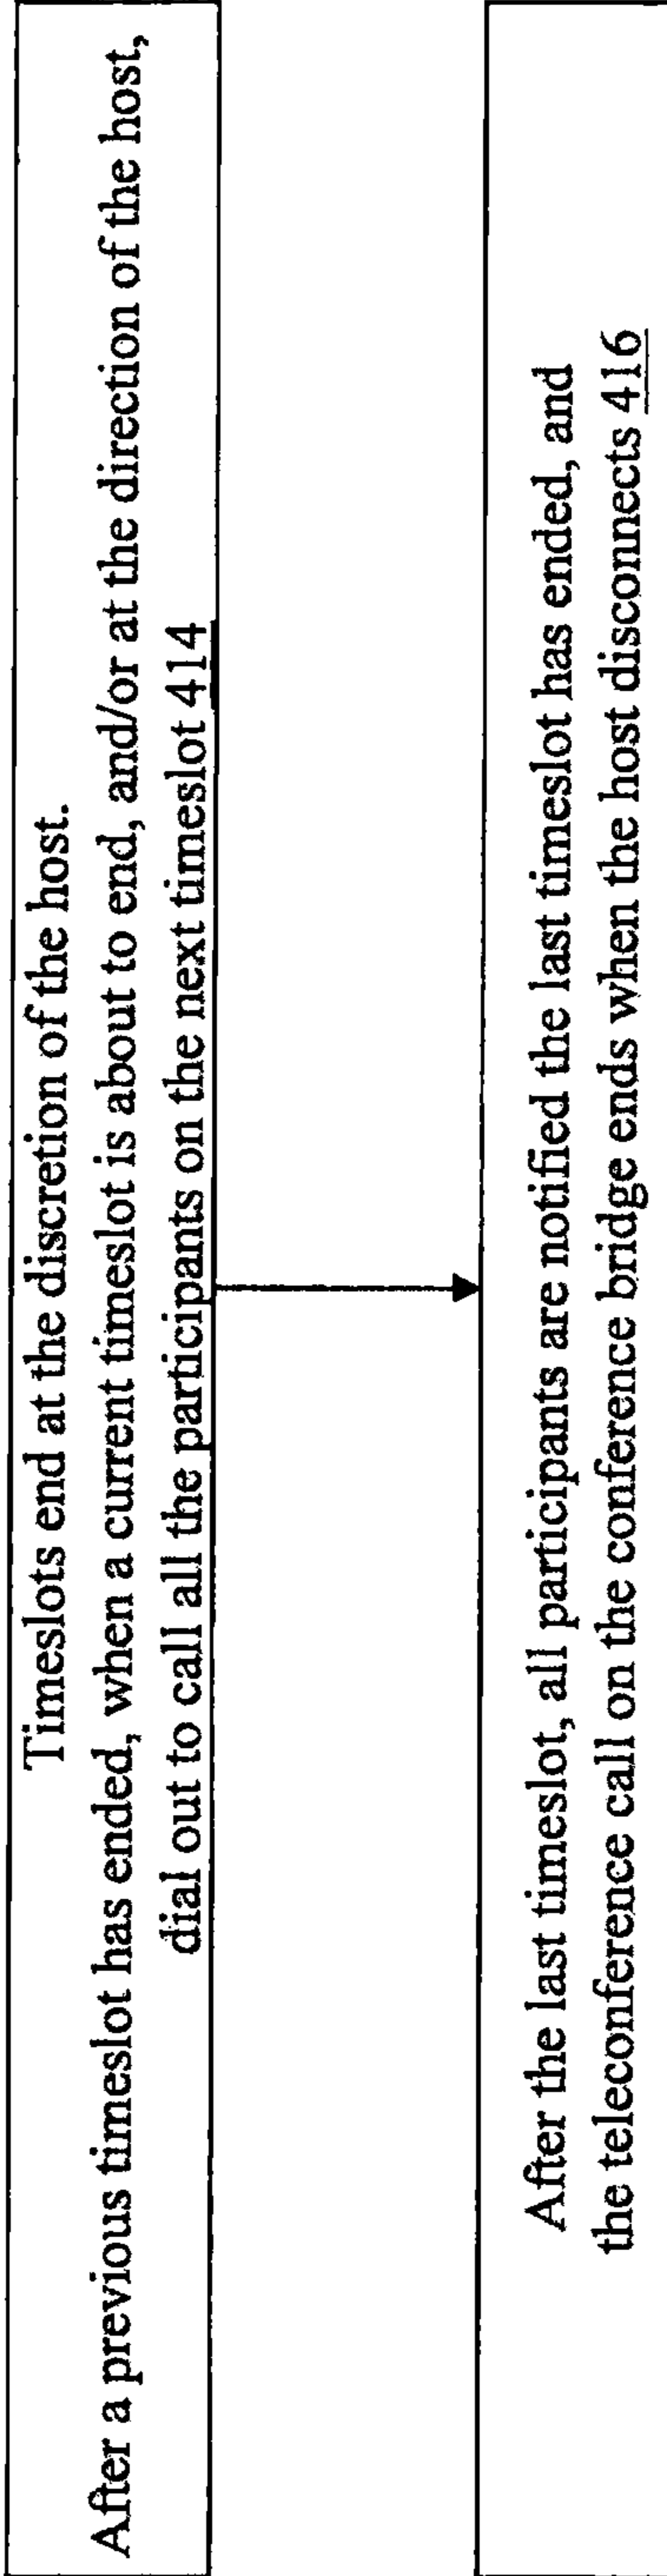 Timeslots end at the discretion of the host.
After a previous timeslot has ended, when a current timeslot is about to end, and/or at the direction of the host,
dial out to call all the participants on the next timeslot 414
After the last timeslot, all participants are notified the last timeslot has ended, and
the teleconference call on the conference bridge ends when the host disconnects 416